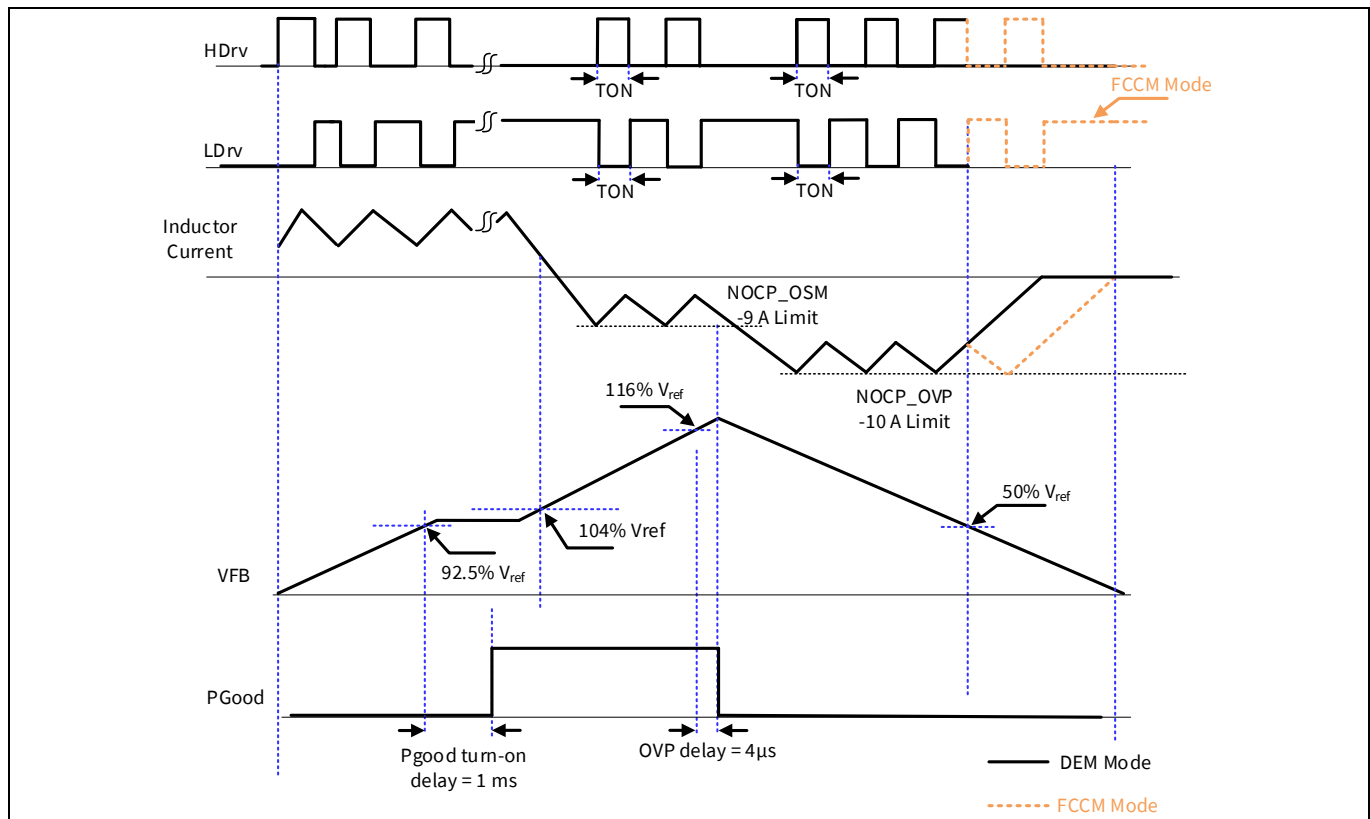 HDrv
TON
TON
FCCM Mode
LDrv
TON
TON
Inductor
Current
NOCP_OSM
-9 A Limit
NOCP_OVP
-10 A Limit
116% Vref
50% Vref
104% Vref
92.5% Vref
VFB
PGood
Pgood turn-on
delay = 1 ms
OVP delay = 4µs
DEM Mode
FCCM Mode